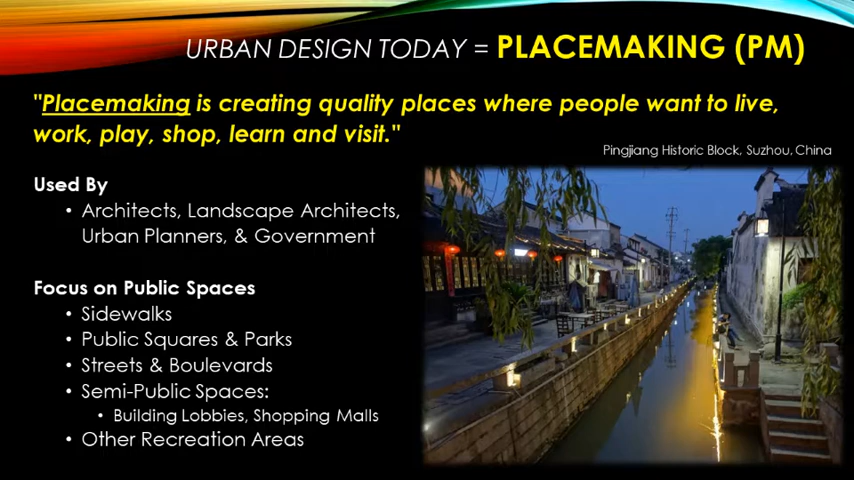 URBAN DESIGN TODAY = PLACEMAKING (PM)
"Placemaking is creating quality places where people want to live,
work, play, shop, learn and visit."
Pingjiang Historic Block, Suzhou, China
Used By
• Architects, Landscape Architects,
Urban Planners, & Government
Focus on Public Spaces
• Sidewalks
• Public Squares & Parks
• Streets & Boulevards
• Semi-Public Spaces:
• Building Lobbies, Shopping Malls
• Other Recreation Areas